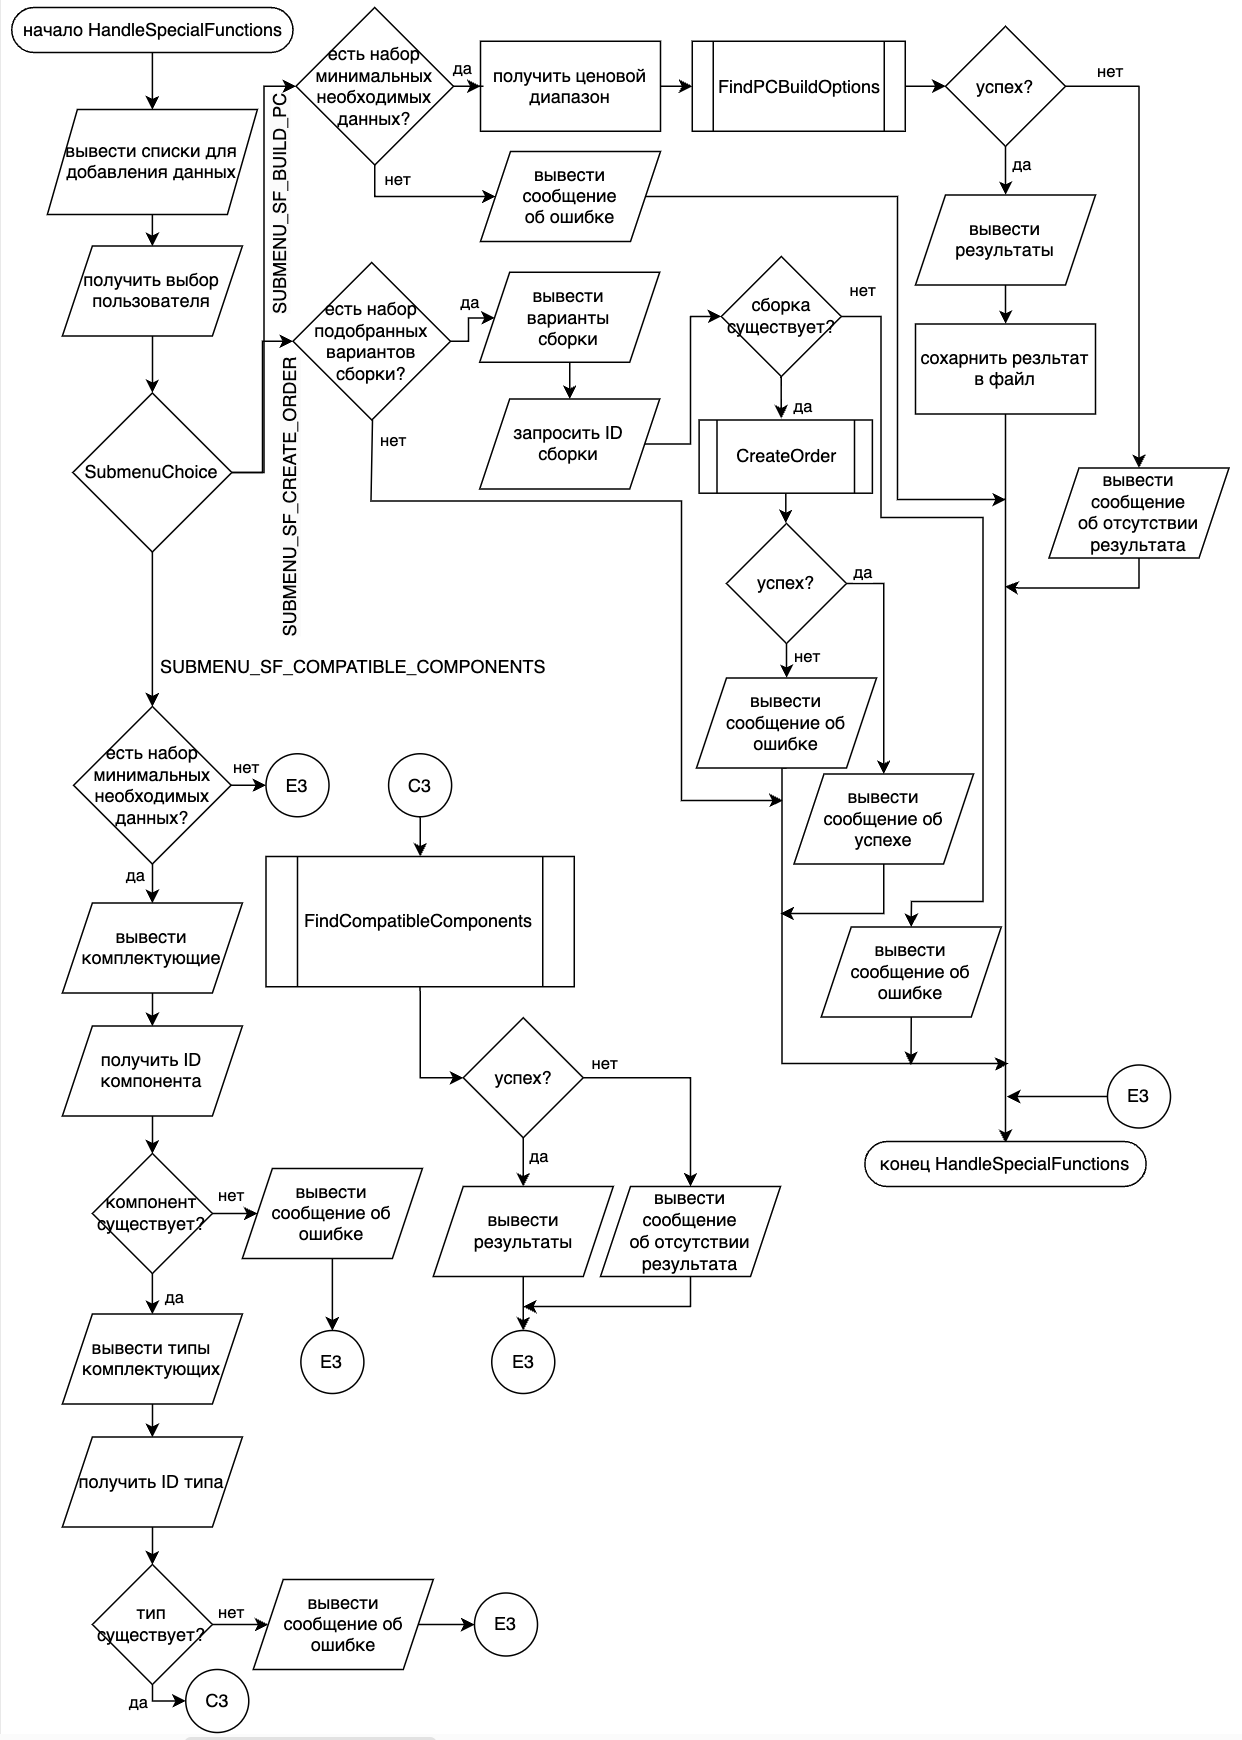 начало HandleSpecialFunctions
вывести списки для
добавления данных
получить выбор
пользователя
SubmenuChoice
SUBMENU_SF_BUILD_PC
есть набор
минимальных
необходимых
данных?
да
получить ценовой
диапазон
FindPCBuildOptions
успех?
нет
да
вывести
результаты
сохарнить резльтат
в файл
вывести
сообщение
об отсутствии
результата
нет
вывести
сообщение
об ошибке
SUBMENU_SF_CREATE_ORDER
есть набор
подобранных
вариантов
сборки?
да
вывести
варианты
сборки
запросить ID
сборки
нет
сборка
существует?
нет
да
CreateOrder
успех?
да
нет
вывести
сообщение об
ошибке
вывести
сообщение об
успехе
вывести
сообщение об
ошибке
E3
конец HandleSpecialFunctions
SUBMENU_SF_COMPATIBLE_COMPONENTS
есть набор
минимальных
необходимых
данных?
нет
E3
да
вывести
комплектующие
получить ID
компонента
компонент
существует?
нет
вывести
сообщение об
ошибке
E3
да
вывести типы
комплектующих
получить ID типа
тип
существует?
нет
вывести
сообщение об
ошибке
E3
да
C3
C3
FindCompatibleComponents
успех?
нет
да
вывести
результаты
вывести
сообщение
об отсутствии
результата
E3